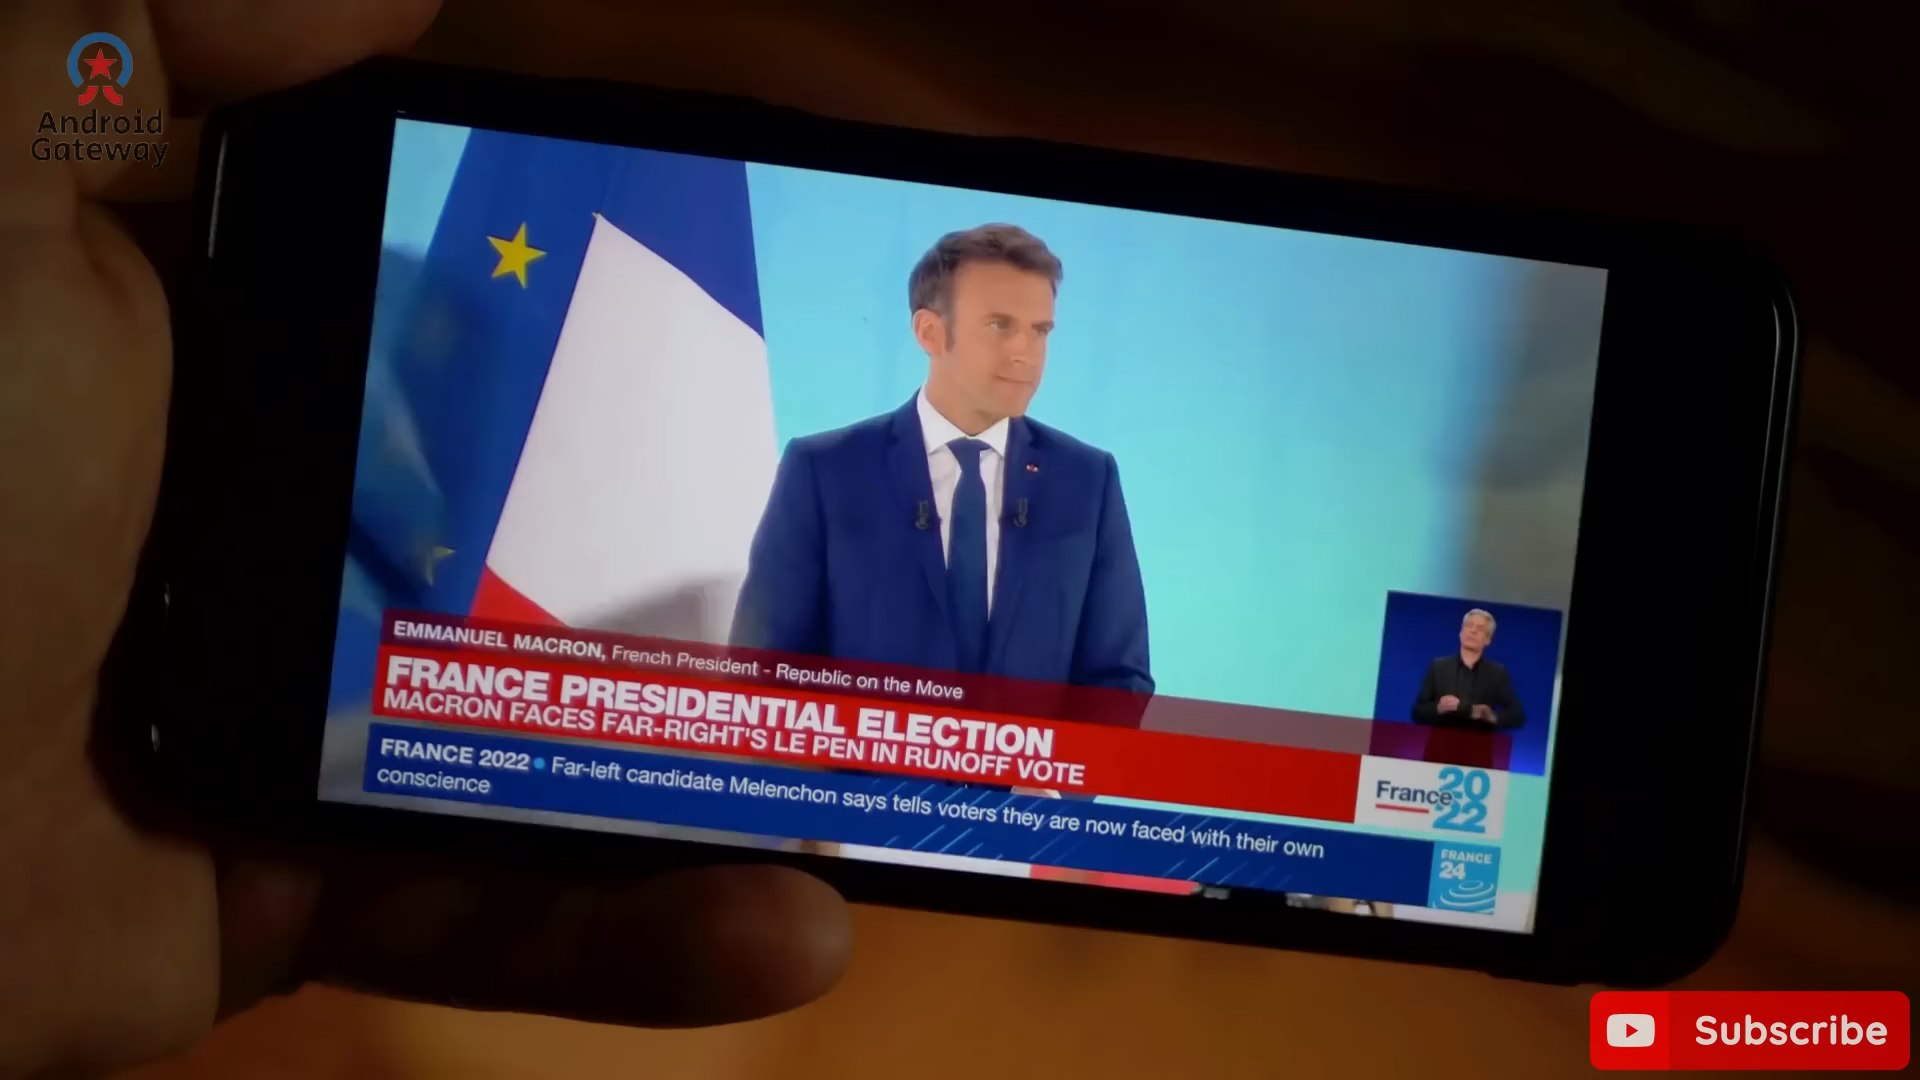 Android
Gateway
EMMANUEL MACRON, French President - Republic on the Move
FRANCE PRESIDENTIAL ELECTION
MACRON FACES FAR-RIGHT'S LE PEN IN RUNOFF VOTE
FRANCE 2022 • Far-left candidate Melenchon says tells voters they are now faced with their own
conscience
France 2022
FRANCE
24
Subscribe